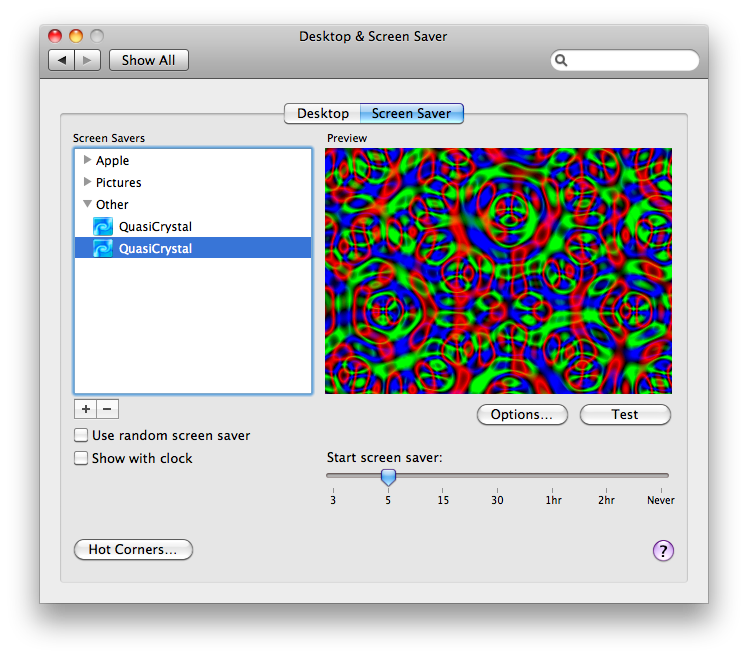 Desktop & Screen Saver
Show All
Desktop
Screen Saver
Screen Savers
Preview
Apple
Pictures
Other
QuasiCrystal
QuasiCrystal
+ −
Options...
Test
Use random screen saver
Show with clock
Start screen saver:
3 5 15 30 1hr 2hr Never
Hot Corners...
?